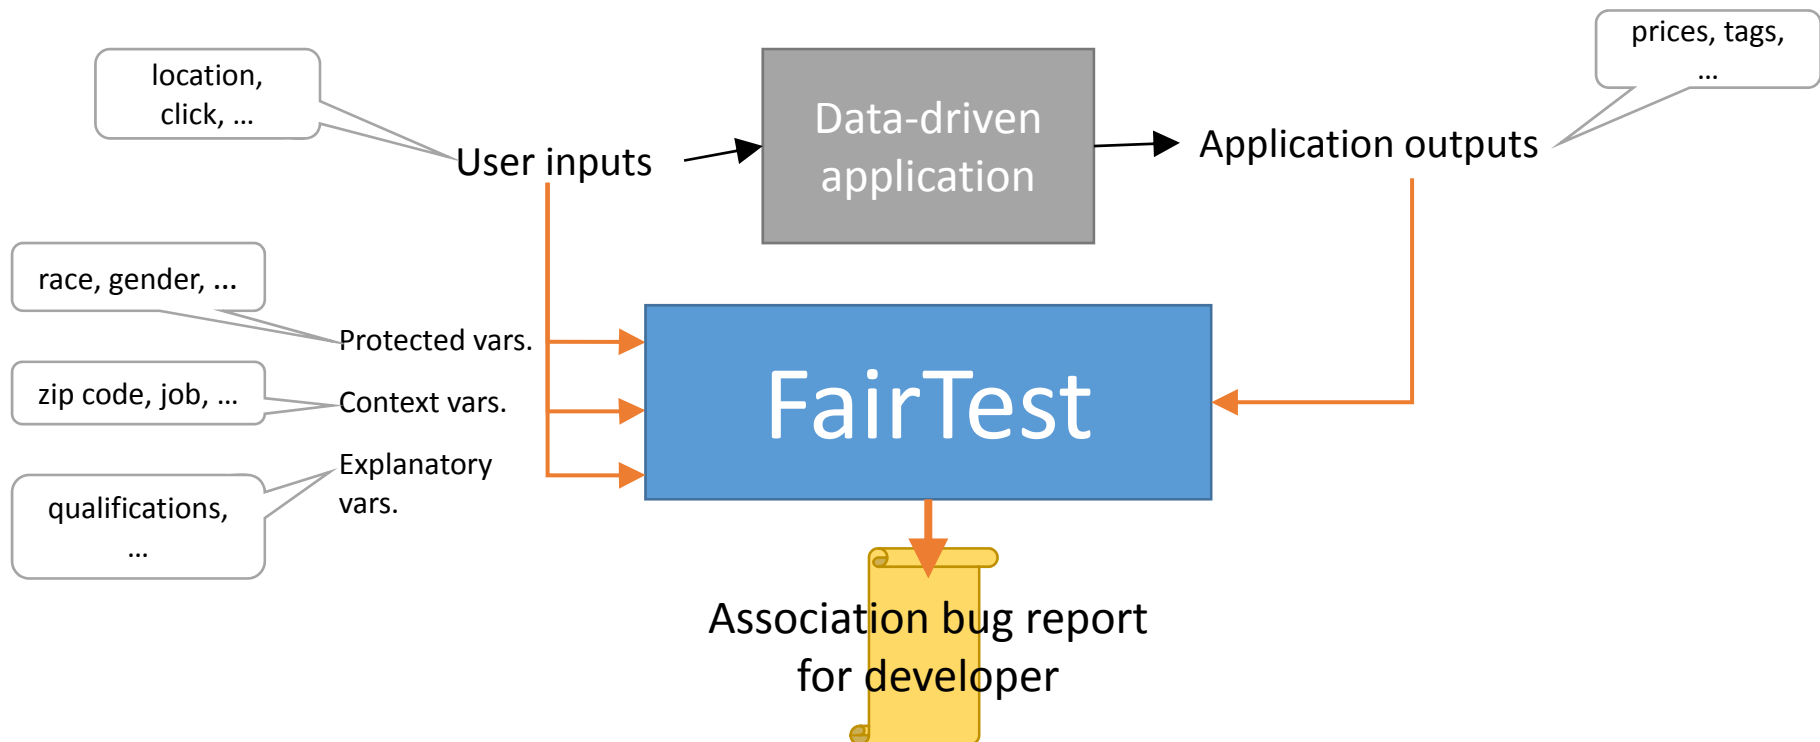 location,
click, ...
User inputs
Data-driven
application
Application outputs
prices, tags,
...
race, gender, ...
Protected vars.
zip code, job, ...
Context vars.
qualifications,
...
Explanatory
vars.
FairTest
Association bug report
for developer